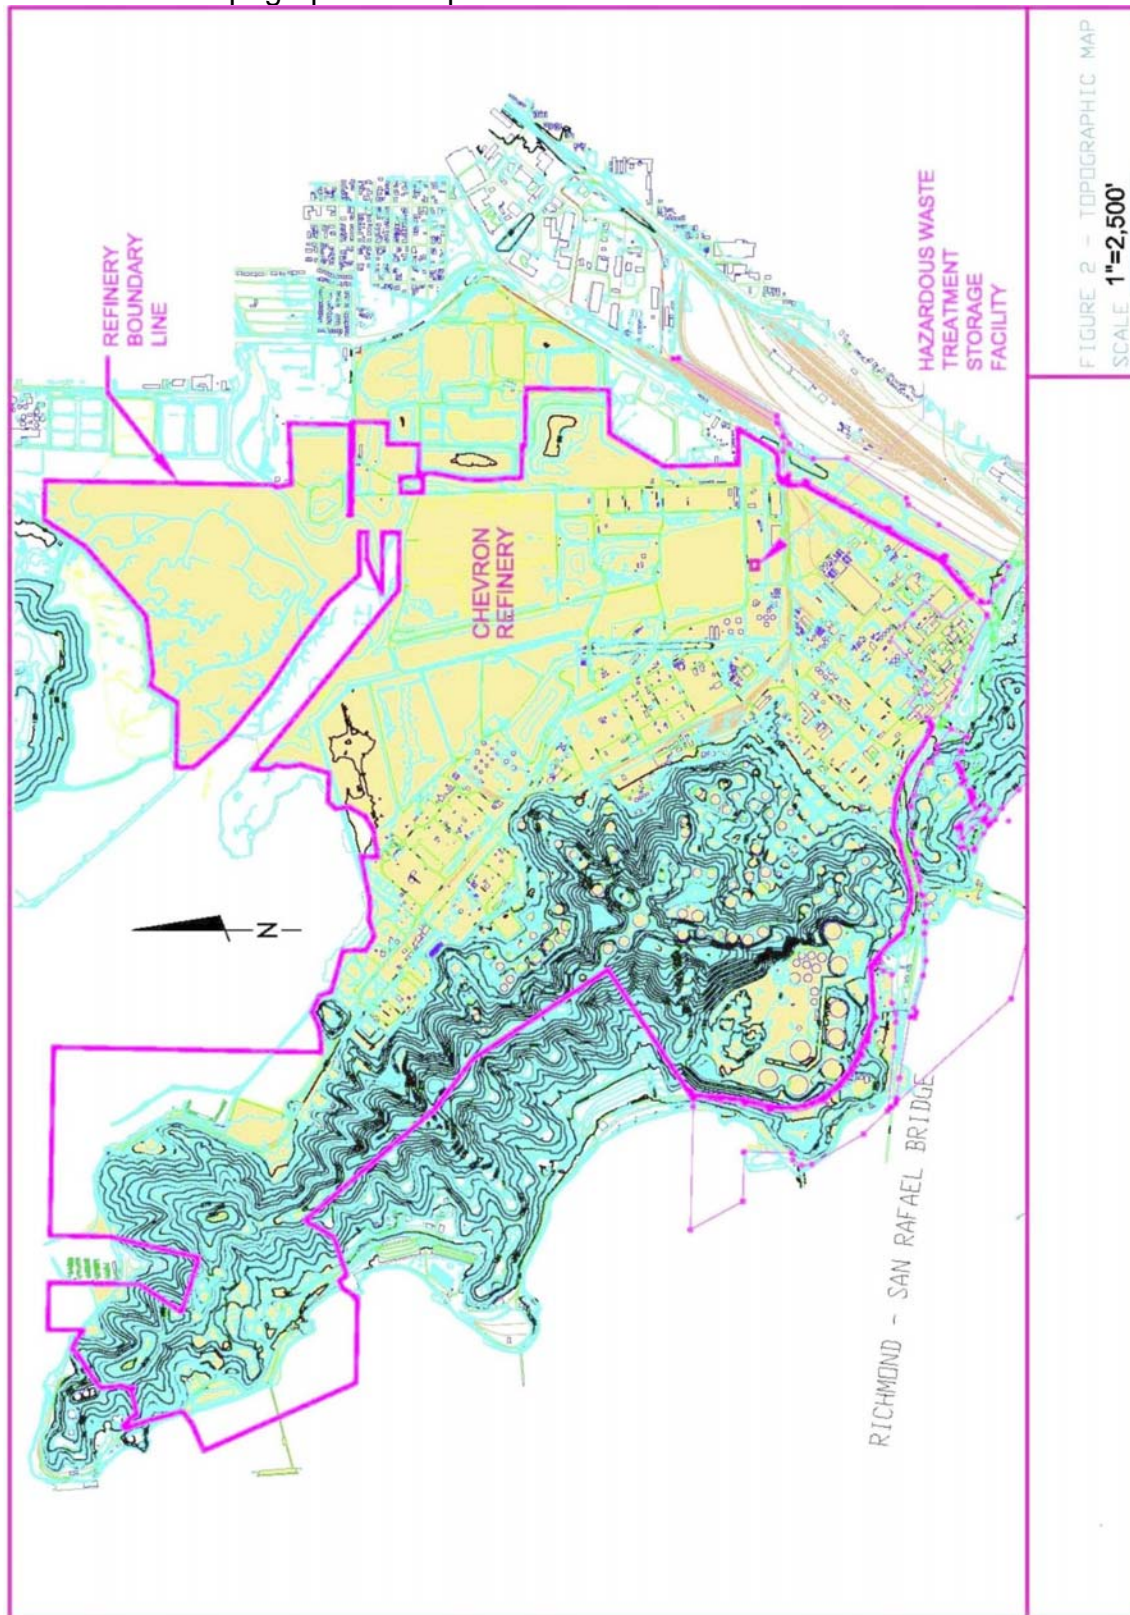 REFINERY
BOUNDARY
LINE
CHEVRON
REFINERY
N
HAZARDOUS WASTE
TREATMENT
STORAGE
FACILITY
RICHMOND - SAN RAFAEL BRIDGE
FIGURE 2 - TOPOGRAPHIC MAP
SCALE 1"=2,500'